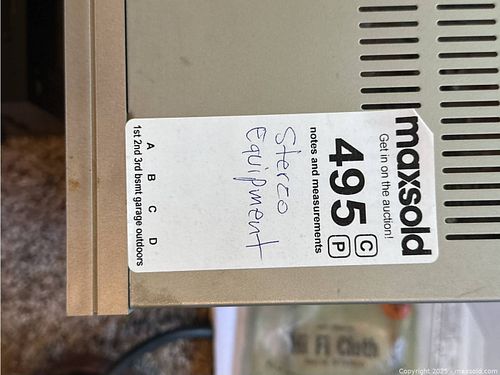 maxsold
Get in on the auction!
495 C P
notes and measurements
Stereo
Equipment
A B C D
1st 2nd 3rd bsmt garage outdoors
Hi Fi Cloth
Copyright 2025 - maxsold.com